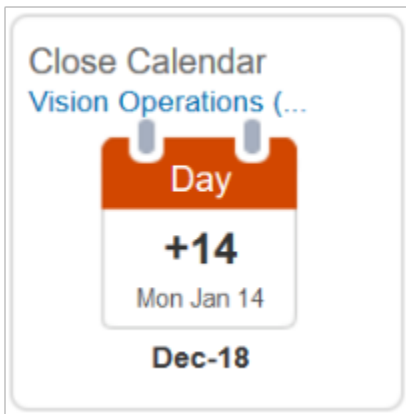 Close Calendar
Vision Operations (...
Day
+14
Mon Jan 14
Dec-18